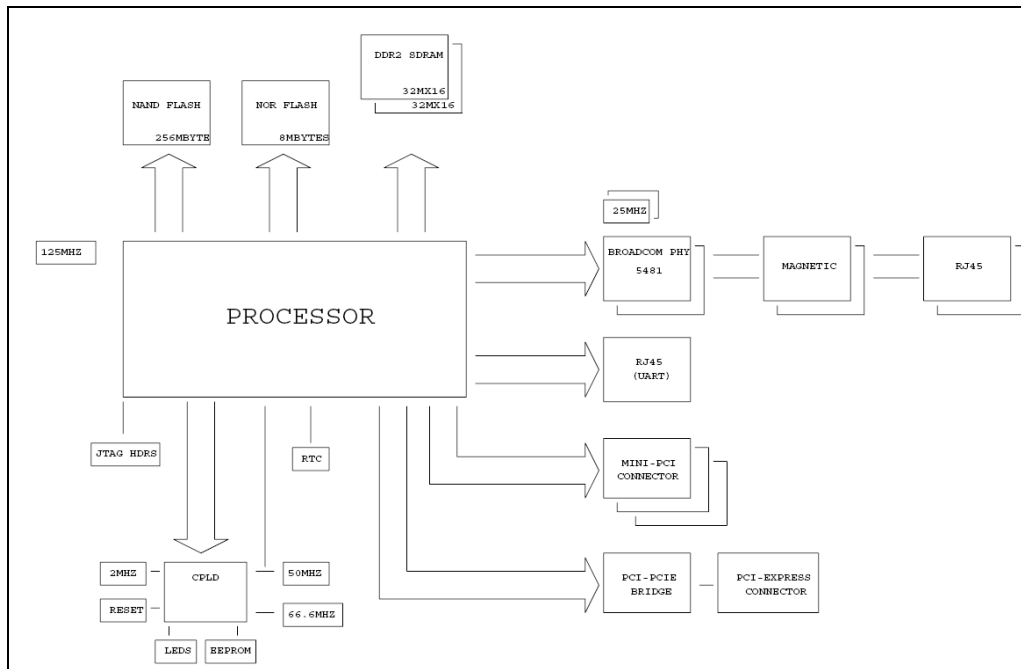 DDR2 SDRAM
32MX16
32MX16
NAND FLASH
256MBYTE
NOR FLASH
8MBYTES
25MHZ
125MHZ
BROADCOM PHY
5481
MAGNETIC
RJ45
PROCESSOR
RJ45
(UART)
JTAG HDRS
RTC
MINI-PCI
CONNECTOR
2MHZ
CPLD
50MHZ
PCI-PCIE
BRIDGE
PCI-EXPRESS
CONNECTOR
RESET
66.6MHZ
LEDS
EEPROM